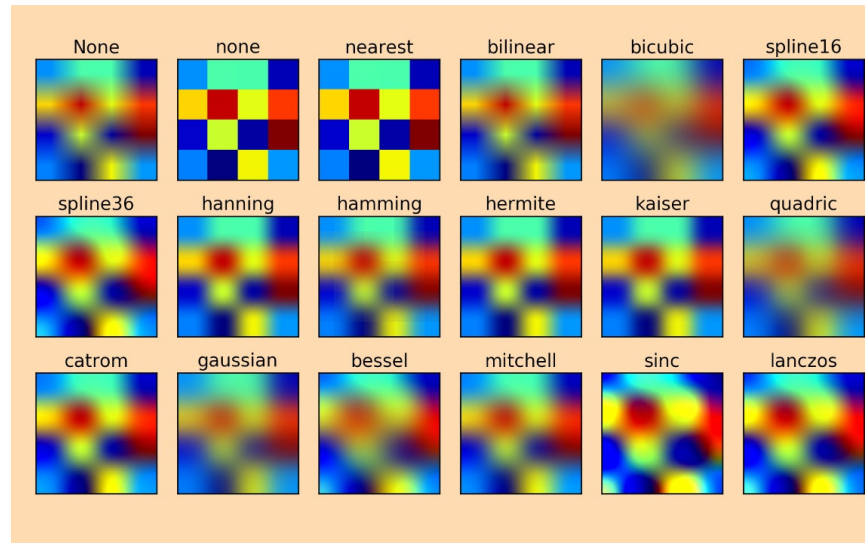 None none nearest bilinear bicubic spline16
spline36 hanning hamming hermite kaiser quadric
catrom gaussian bessel mitchell sinc lanczos